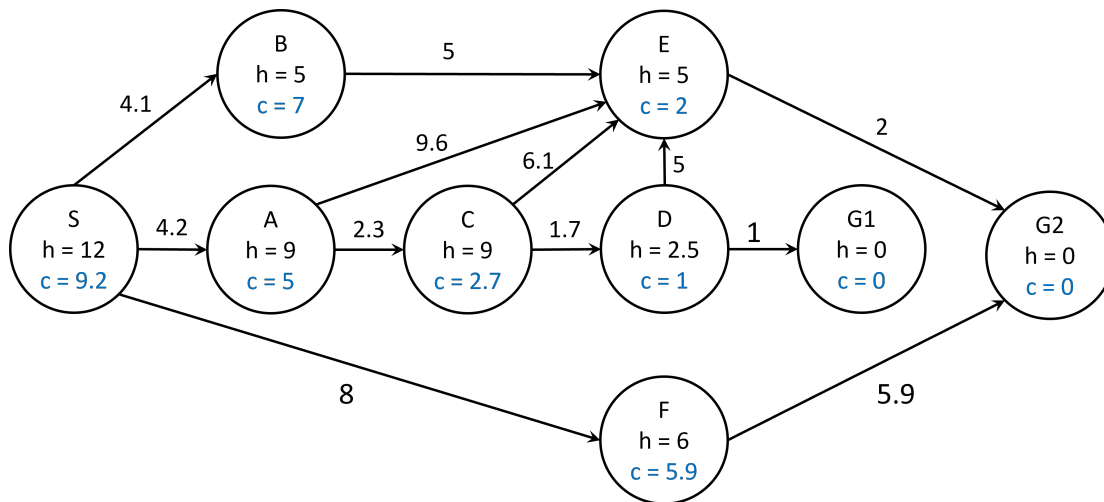 B
h = 5
c = 7
5
E
h = 5
c = 2
4.1
9.6
6.1
5
2
S
h = 12
c = 9.2
4.2
A
h = 9
c = 5
2.3
C
h = 9
c = 2.7
1.7
D
h = 2.5
c = 1
1
G1
h = 0
c = 0
G2
h = 0
c = 0
8
F
h = 6
c = 5.9
5.9